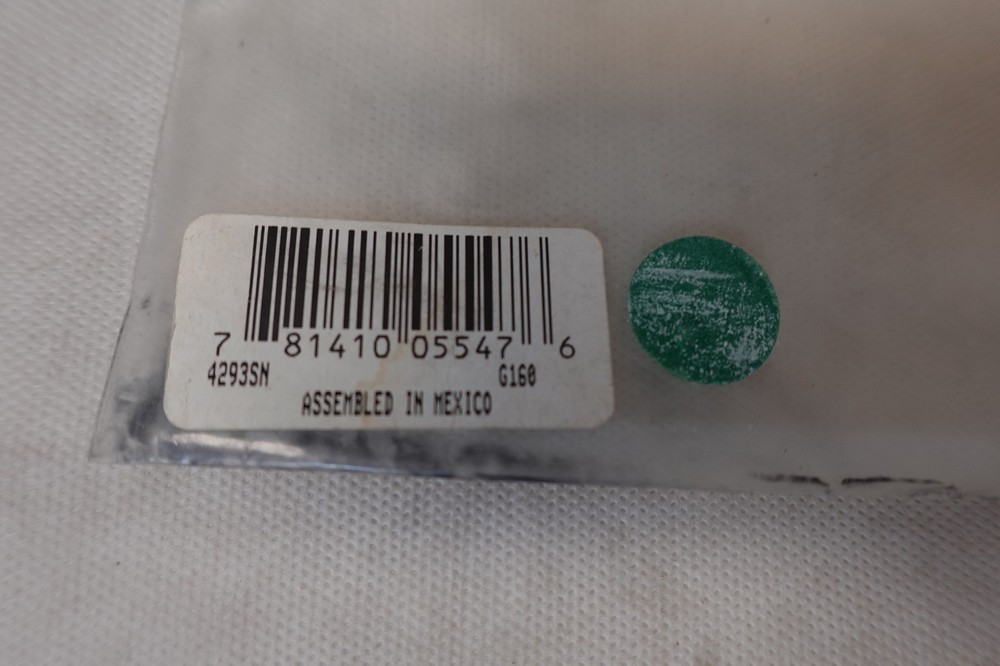 7 81410 05547 6
4293SN G160
ASSEMBLED IN MEXICO